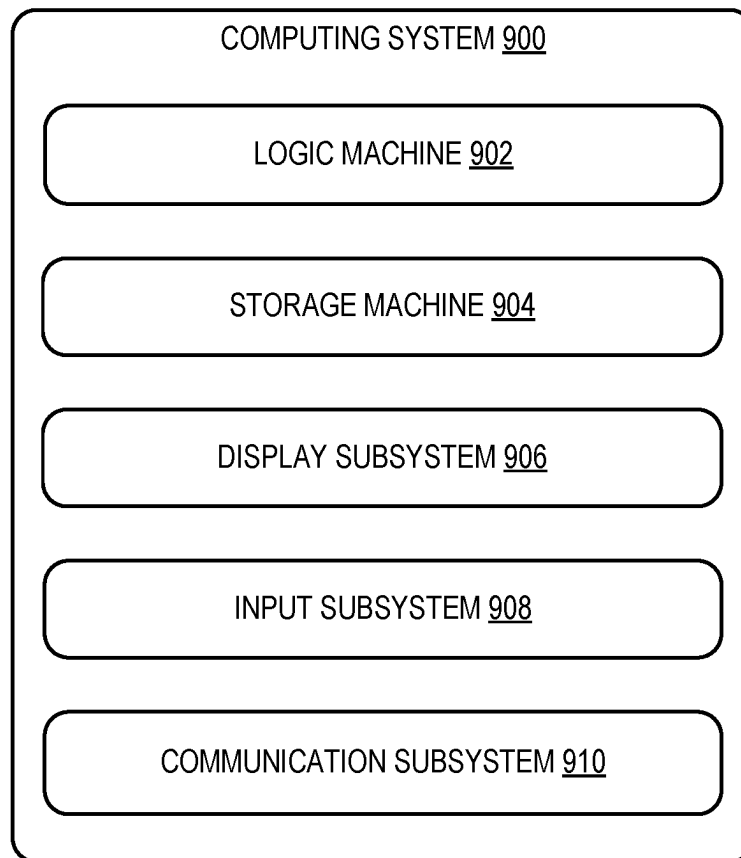 COMPUTING SYSTEM 900
LOGIC MACHINE 902
STORAGE MACHINE 904
DISPLAY SUBSYSTEM 906
INPUT SUBSYSTEM 908
COMMUNICATION SUBSYSTEM 910